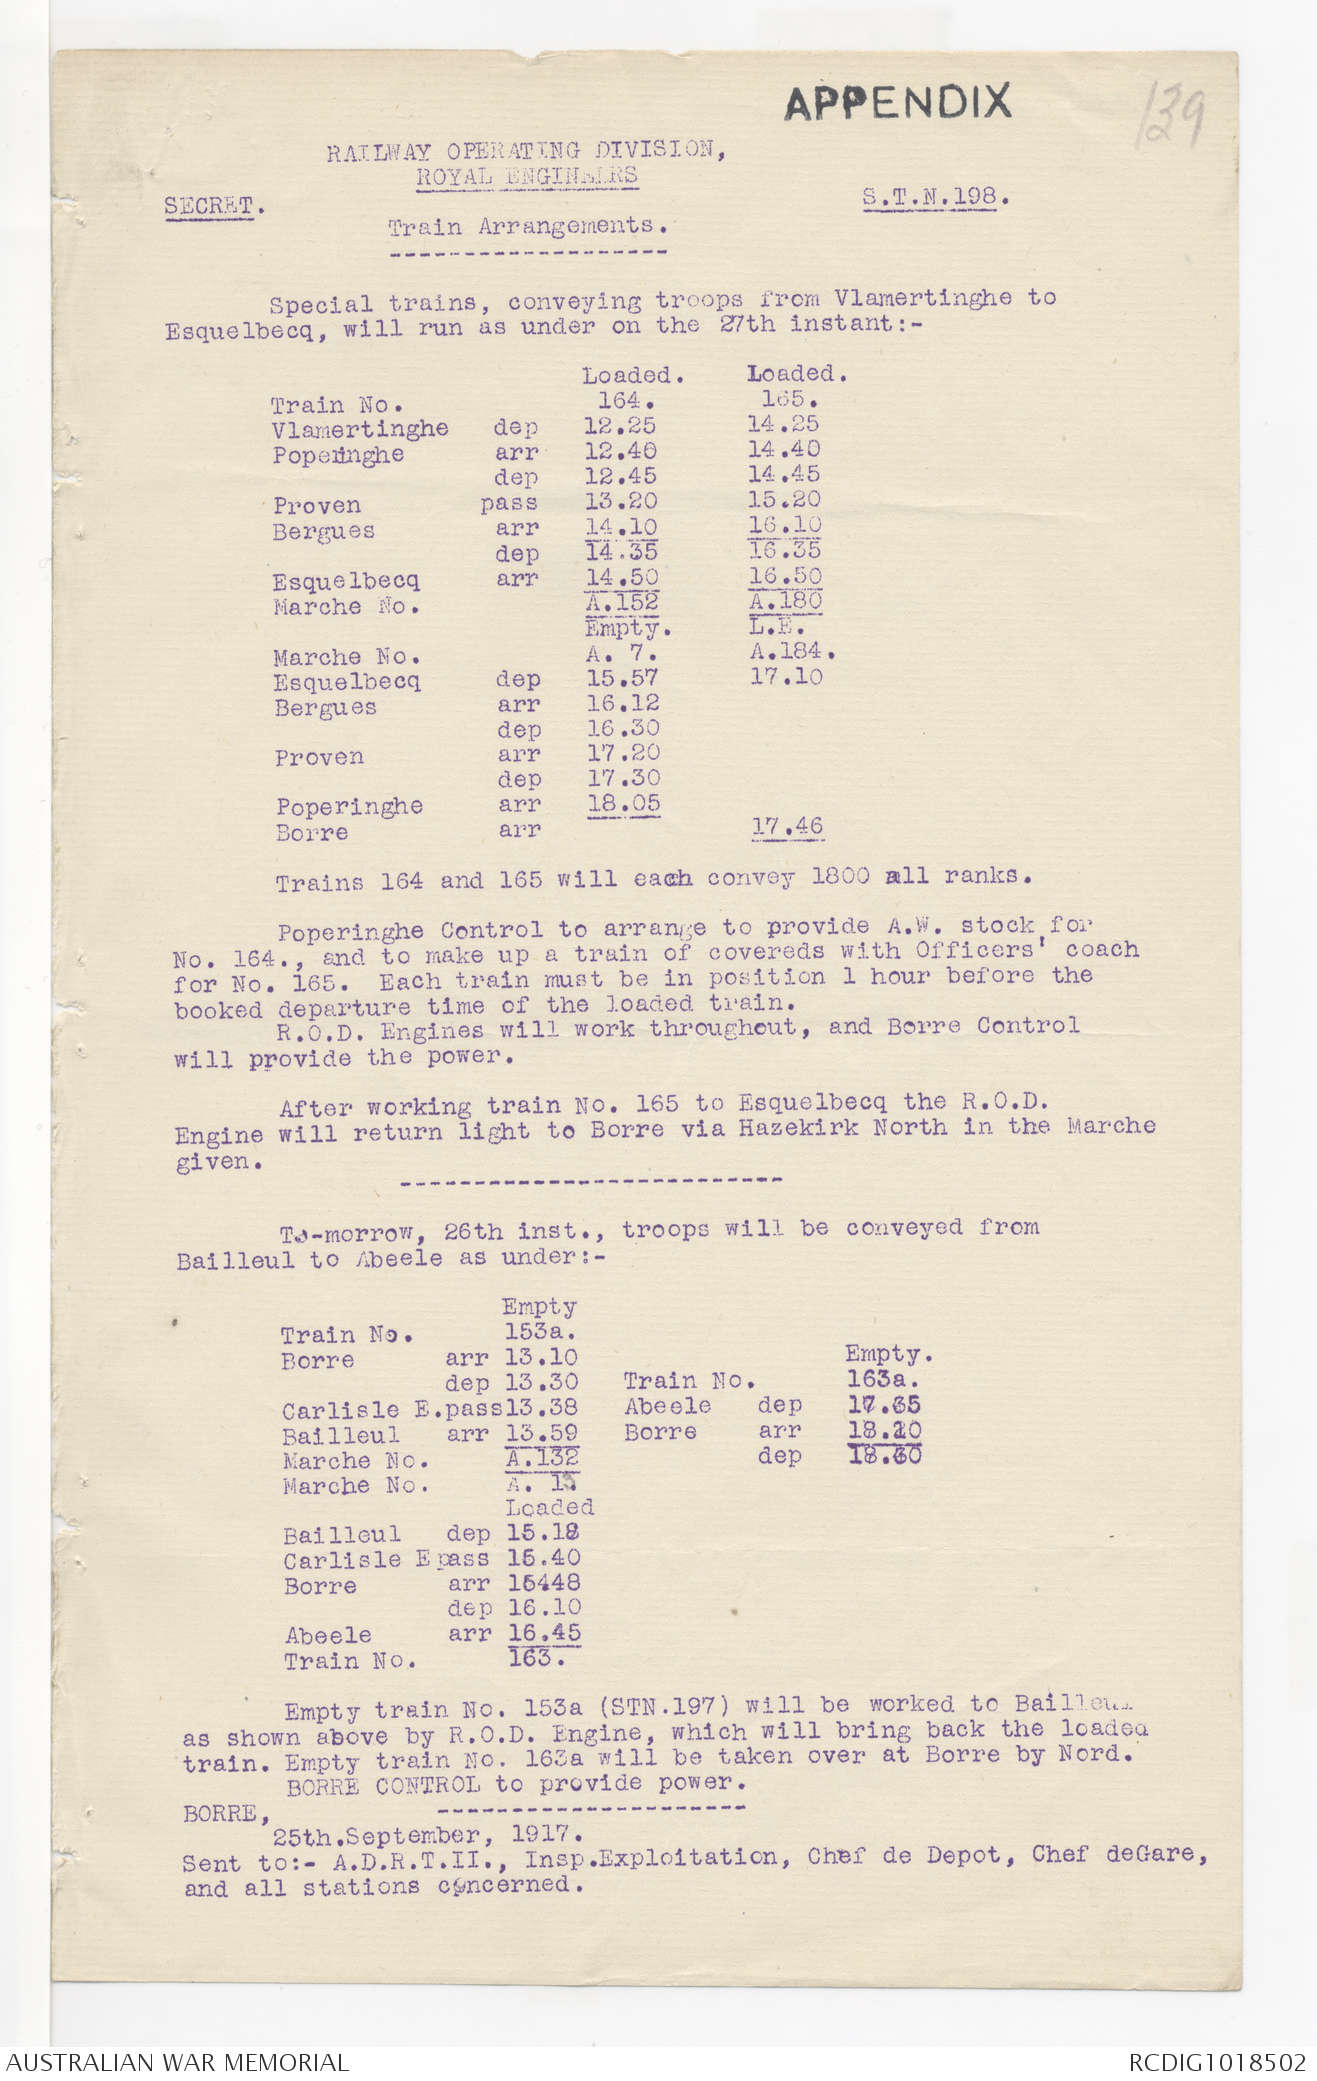 APPENDIX
139
RAILWAY OPERATING DIVISION,
ROYAL ENGINEERS
SECRET.
S.T.N.198.
Train Arrangements.
Special trains, conveying troops from Vlamertinghe to
Esquelbecq, will run as under on the 27th instant:-
Loaded. Loaded.
Train No. 164. 165.
Vlamertinghe dep 12.25 14.25
Poperinghe arr 12.40 14.40
dep 12.45 14.45
Proven pass 13.20 15.20
Bergues arr 14.10 16.10
dep 14.35 16.35
Esquelbecq arr 14.50 16.50
Marche No. A.152 A.180
Empty. L.E.
Marche No. A. 7. A.184.
Esquelbecq dep 15.57 17.10
Bergues arr 16.12
dep 16.30
Proven arr 17.20
dep 17.30
Poperinghe arr 18.05
Borre arr 17.46
Trains 164 and 165 will each convey 1800 all ranks.
Poperinghe Control to arrange to provide A.W. stock for
No. 164., and to make up a train of covereds with Officers' coach
for No. 165. Each train must be in position 1 hour before the
booked departure time of the loaded train.
R.O.D. Engines will work throughout, and Borre Control
will provide the power.
After working train No. 165 to Esquelbecq the R.O.D.
Engine will return light to Borre via Hazekirk North in the Marche
given.
To-morrow, 26th inst., troops will be conveyed from
Bailleul to Abeele as under:-
Empty
Train No. 153a.
Borre arr 13.10 Empty.
dep 13.30 Train No. 163a.
Carlisle E.pass13.38 Abeele dep
Bailleul arr 13.59 Borre arr
Marche No. A.132 dep
Marche No. A.
Loaded
Bailleul dep 15.18
Carlisle E pass 15.40
Borre arr 15448
dep 16.10
Abeele arr 16.45
Train No. 163.
Empty train No. 153a (STN.197) will be worked to Bailleul
as shown above by R.O.D. Engine, which will bring back the loaded
train. Empty train No. 163a will be taken over at Borre by Nord.
BORRE CONTROL to provide power.
BORRE,
25th.September, 1917.
Sent to:- A.D.R.T.II., Insp.Exploitation, Chef de Depot, Chef deGare,
and all stations concerned.
AUSTRALIAN WAR MEMORIAL
RCDIG1018502